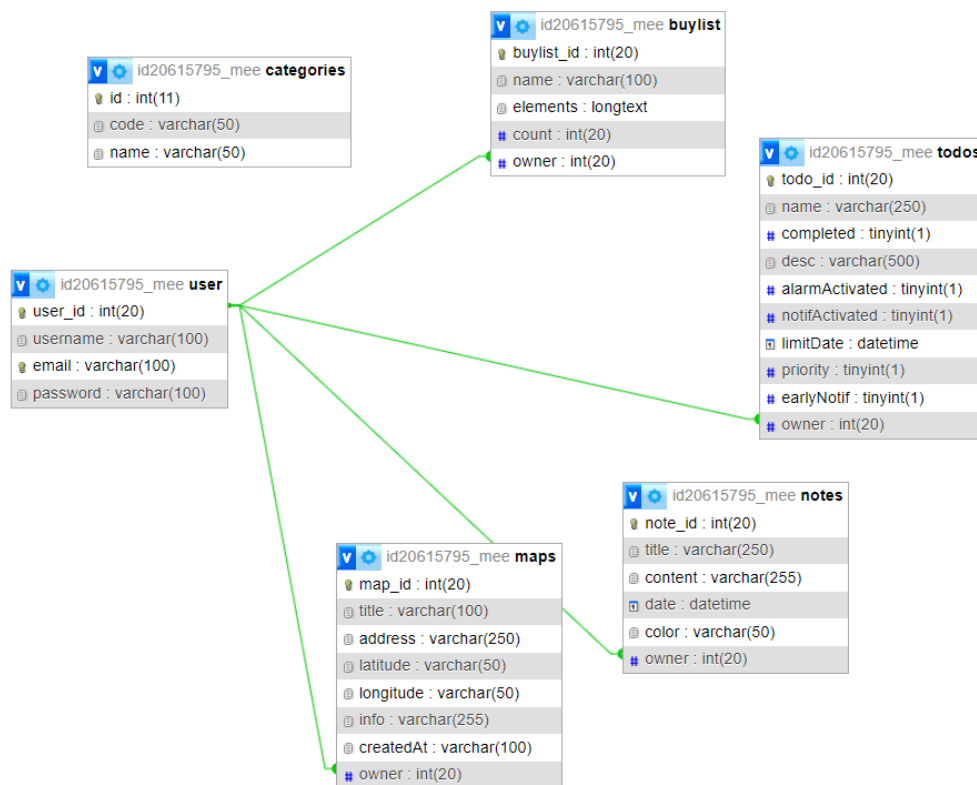 id20615795_mee categories
id : int(11)
code : varchar(50)
name : varchar(50)
id20615795_mee buylist
buylist_id : int(20)
name : varchar(100)
elements : longtext
count : int(20)
owner : int(20)
id20615795_mee todos
todo_id : int(20)
name : varchar(250)
completed : tinyint(1)
desc : varchar(500)
alarmActivated : tinyint(1)
notifActivated : tinyint(1)
limitDate : datetime
priority : tinyint(1)
earlyNotif : tinyint(1)
owner : int(20)
id20615795_mee user
user_id : int(20)
username : varchar(100)
email : varchar(100)
password : varchar(100)
id20615795_mee notes
note_id : int(20)
title : varchar(250)
content : varchar(255)
date : datetime
color : varchar(50)
owner : int(20)
id20615795_mee maps
map_id : int(20)
title : varchar(100)
address : varchar(250)
latitude : varchar(50)
longitude : varchar(50)
info : varchar(255)
createdAt : varchar(100)
owner : int(20)